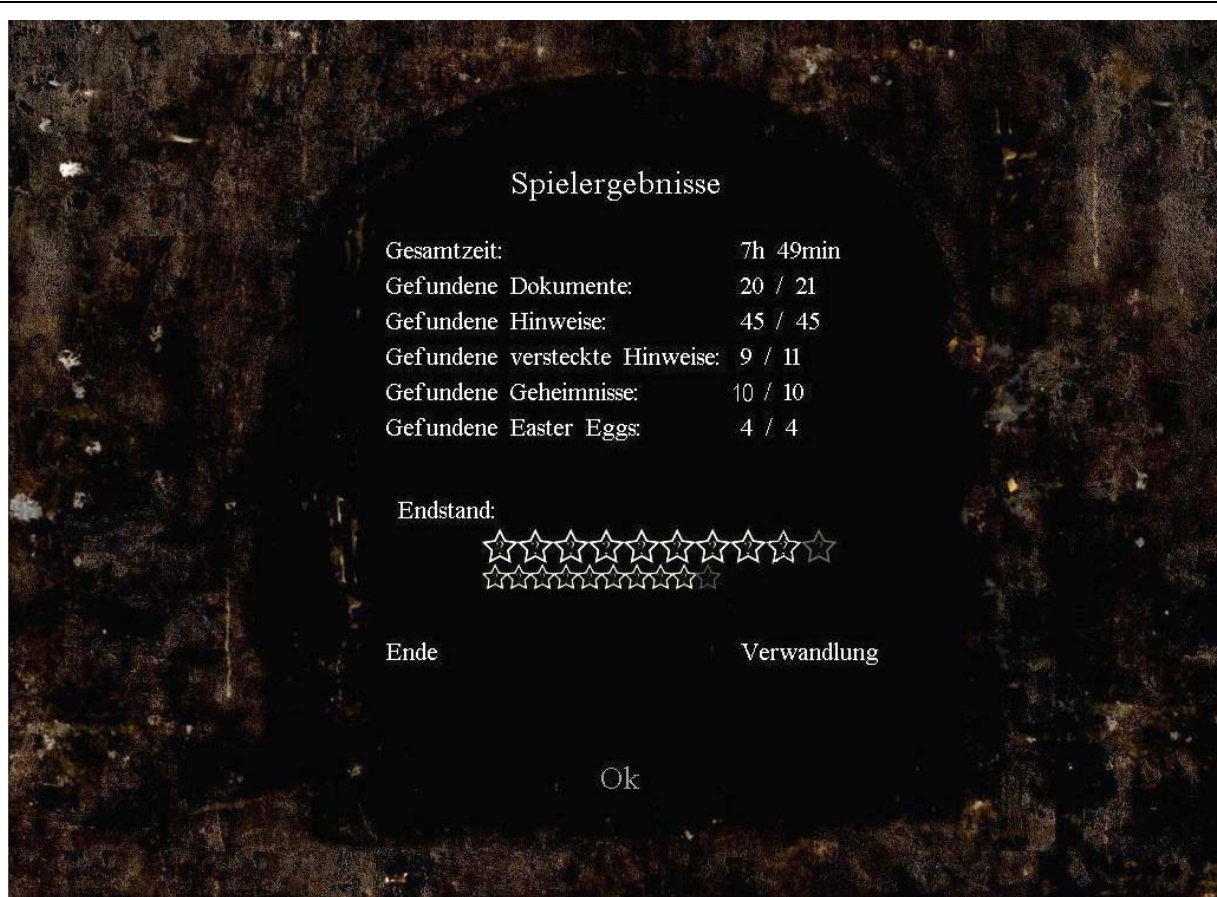 Spielergebnisse
Gesamtzeit: 7h 49min
Gefundene Dokumente: 20 / 21
Gefundene Hinweise: 45 / 45
Gefundene versteckte Hinweise: 9 / 11
Gefundene Geheimnisse: 10 / 10
Gefundene Easter Eggs: 4 / 4
Endstand:
Ende Verwandlung
Ok